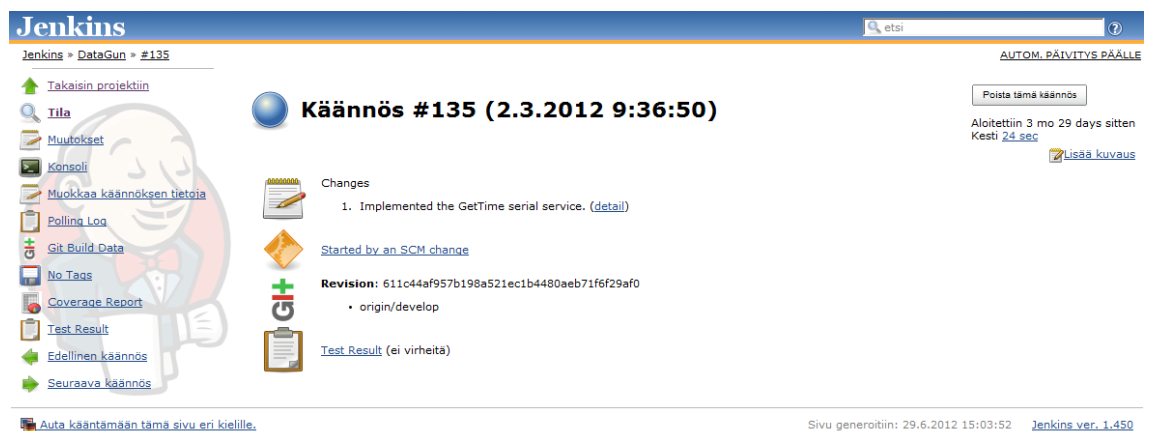 Jenkins
etsi
Jenkins » DataGun » #135
AUTOM. PÄIVITYS PÄÄLLE
Takaisin projektiin
Tila
Muutokset
Konsoli
Muokkaa käännöksen tietoja
Polling Log
Git Build Data
No Tags
Coverage Report
Test Result
Edellinen käännös
Seuraava käännös
Käännös #135 (2.3.2012 9:36:50)
Poista tämä käännös
Aloitettiin 3 mo 29 days sitten
Kesti 24 sec
Lisää kuvaus
Changes
1. Implemented the GetTime serial service. (detail)
Started by an SCM change
Revision: 611c44af957b198a521ec1b4480aeb71f6f29af0
• origin/develop
Test Result (ei virheitä)
Auta kääntämään tämä sivu eri kielille.
Sivu generoitiin: 29.6.2012 15:03:52 Jenkins ver. 1.450